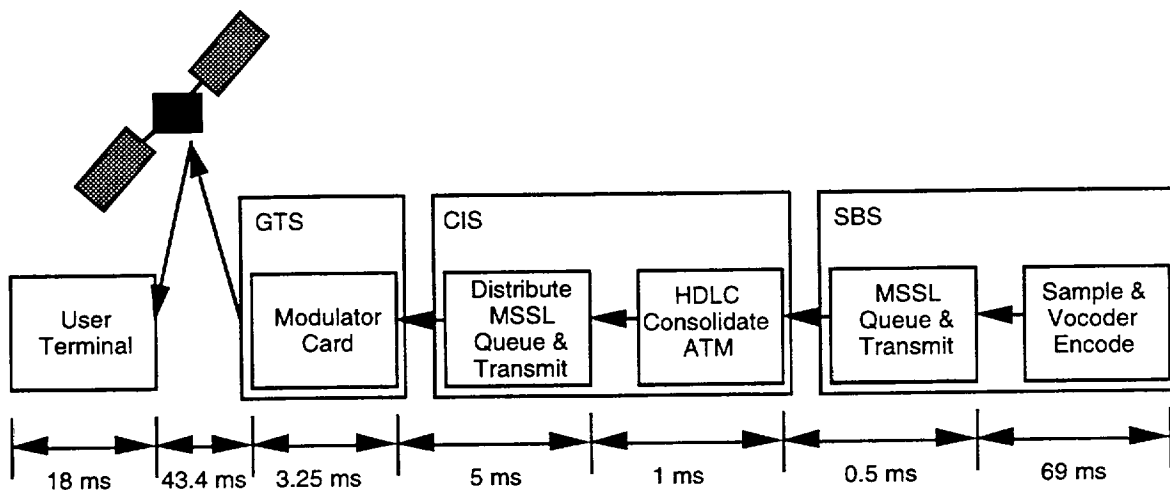 GTS
CIS
SBS
User
Terminal
Modulator
Card
Distribute
MSSL
Queue &
Transmit
HDLC
Consolidate
ATM
MSSL
Queue &
Transmit
Sample &
Vocoder
Encode
18 ms
43.4 ms
3.25 ms
5 ms
1 ms
0.5 ms
69 ms